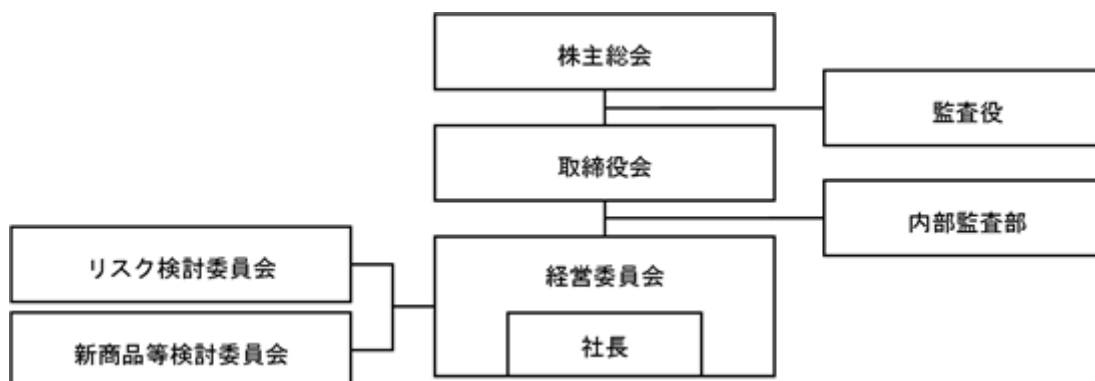 株主総会
監査役
取締役会
内部監査部
リスク検討委員会
経営委員会
新商品等検討委員会
社長